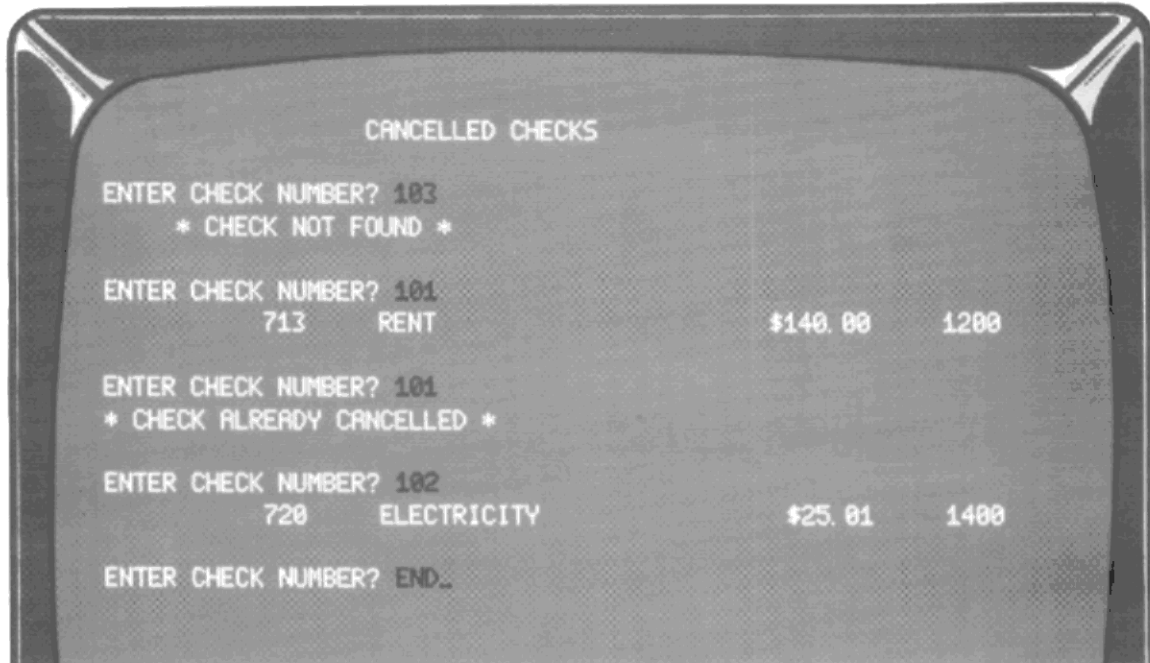 CANCELLED CHECKS
ENTER CHECK NUMBER? 103
* CHECK NOT FOUND *
ENTER CHECK NUMBER? 101
713 RENT $140.00 1200
ENTER CHECK NUMBER? 101
* CHECK ALREADY CANCELLED *
ENTER CHECK NUMBER? 102
720 ELECTRICITY $25.01 1400
ENTER CHECK NUMBER? END_